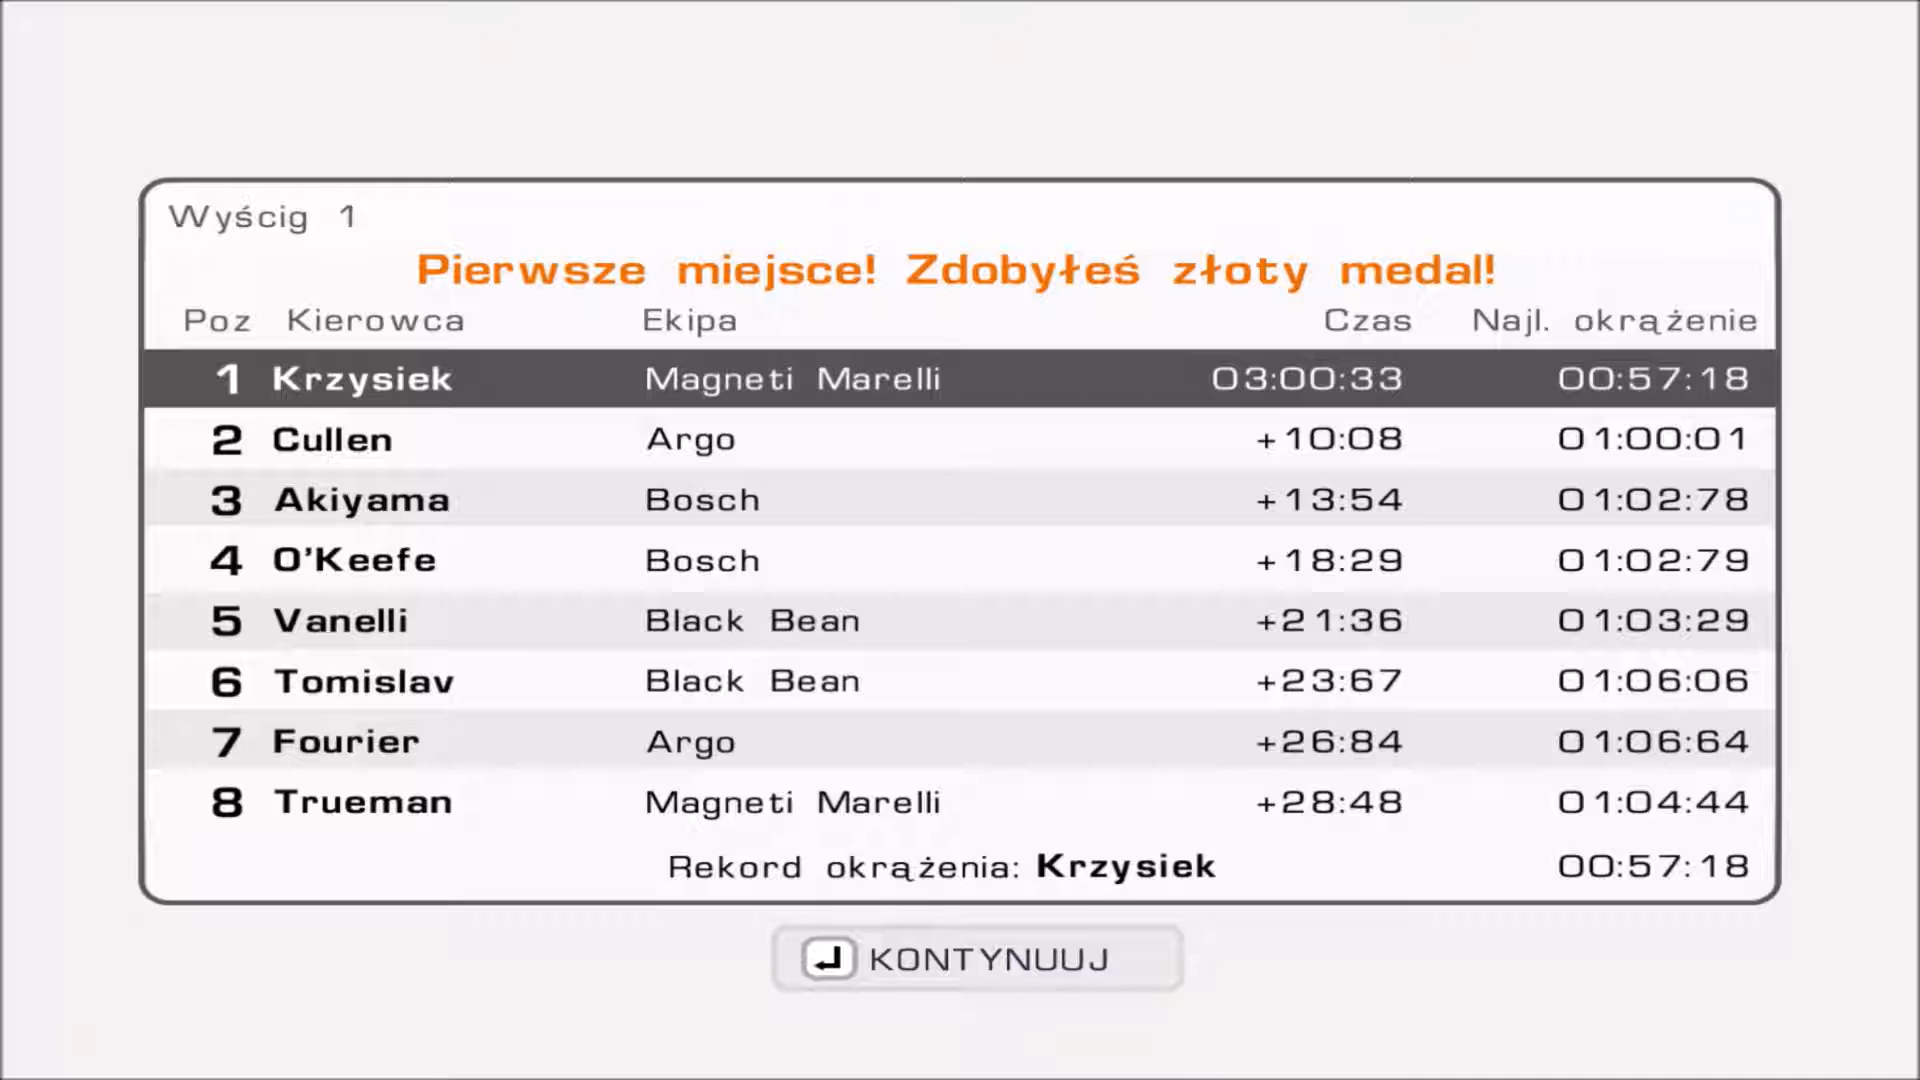 Wyścig 1
Pierwsze miejsce! Zdobyłeś złoty medal!
Poz Kierowca Ekipa Czas Najl. okrążenie
1 Krzysiek Magneti Marelli 03:00:33 00:57:18
2 Cullen Argo +10:08 01:00:01
3 Akiyama Bosch +13:54 01:02:78
4 O'Keefe Bosch +18:29 01:02:79
5 Vanelli Black Bean +21:36 01:03:29
6 Tomislav Black Bean +23:67 01:06:06
7 Fourier Argo +26:84 01:06:64
8 Trueman Magneti Marelli +28:48 01:04:44
Rekord okrążenia: Krzysiek 00:57:18
KONTYNUUJ